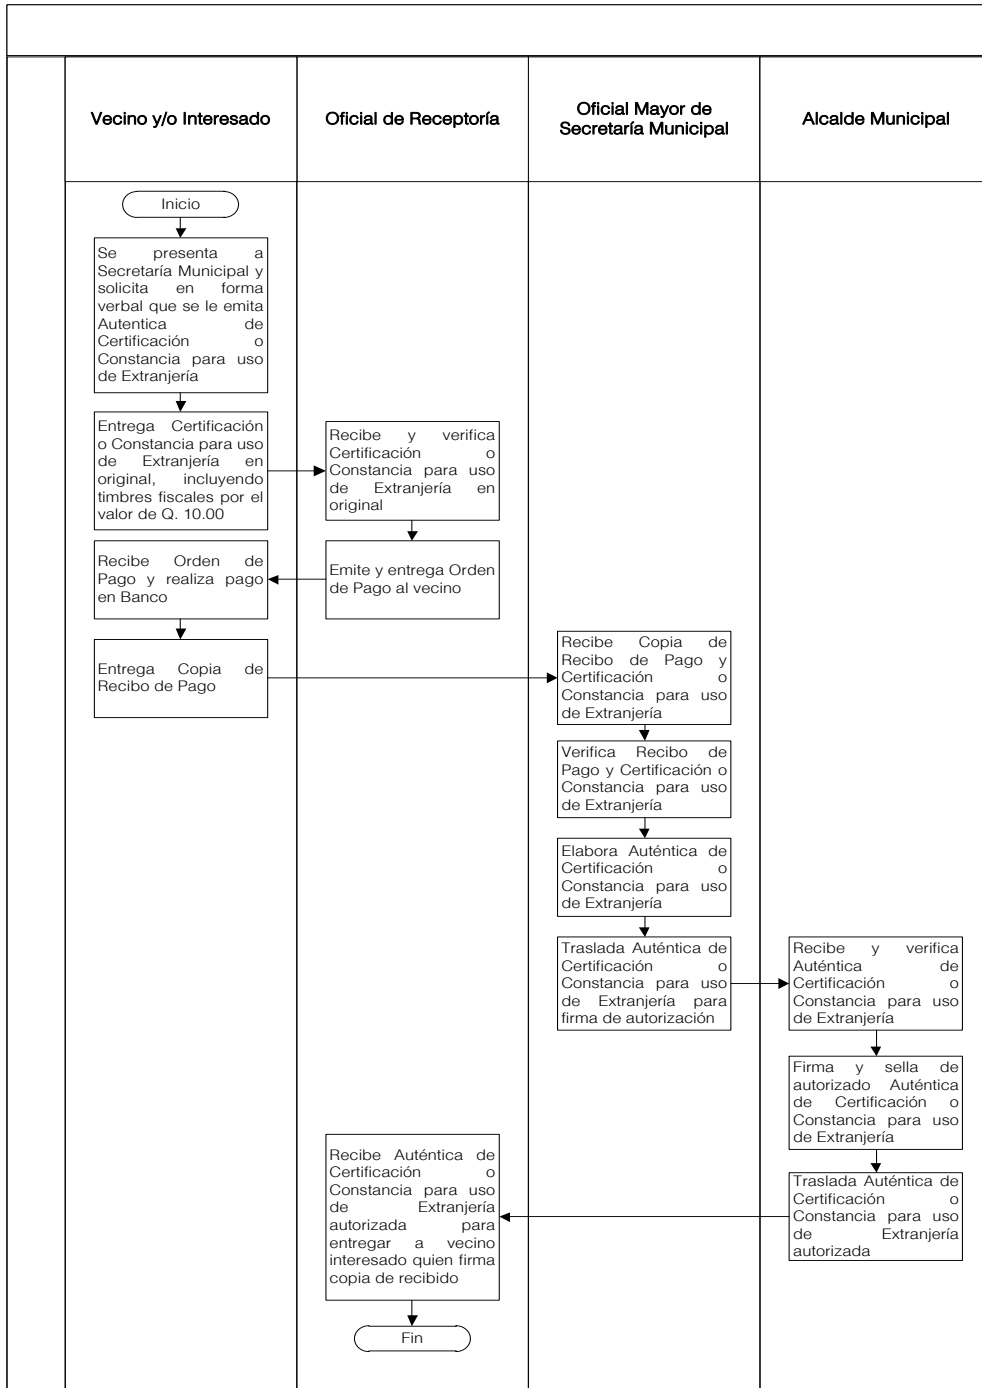 Vecino y/o Interesado
Oficial de Receptoría
Oficial Mayor de
Secretaría Municipal
Alcalde Municipal
Inicio
Se presenta a
Secretaría Municipal y
solicita en forma
verbal que se le emita
Autentica de
Certificación o
Constancia para uso
de Extranjería
Entrega Certificación
o Constancia para uso
de Extranjería en
original, incluyendo
timbres fiscales por el
valor de Q. 10.00
Recibe y verifica
Certificación o
Constancia para uso
de Extranjería en
original
Emite y entrega Orden
de Pago al vecino
Recibe Orden de
Pago y realiza pago
en Banco
Entrega Copia de
Recibo de Pago
Recibe Copia de
Recibo de Pago y
Certificación o
Constancia para uso
de Extranjería
Verifica Recibo de
Pago y Certificación o
Constancia para uso
de Extranjería
Elabora Auténtica de
Certificación o
Constancia para uso
de Extranjería
Traslada Auténtica de
Certificación o
Constancia para uso
de Extranjería para
firma de autorización
Recibe y verifica
Auténtica de
Certificación o
Constancia para uso
de Extranjería
Firma y sella de
autorizado Auténtica
de Certificación o
Constancia para uso
de Extranjería
Traslada Auténtica de
Certificación o
Constancia para uso
de Extranjería
autorizada
Recibe Auténtica de
Certificación o
Constancia para uso
de Extranjería
autorizada para
entregar a vecino
interesado quien firma
copia de recibido
Fin